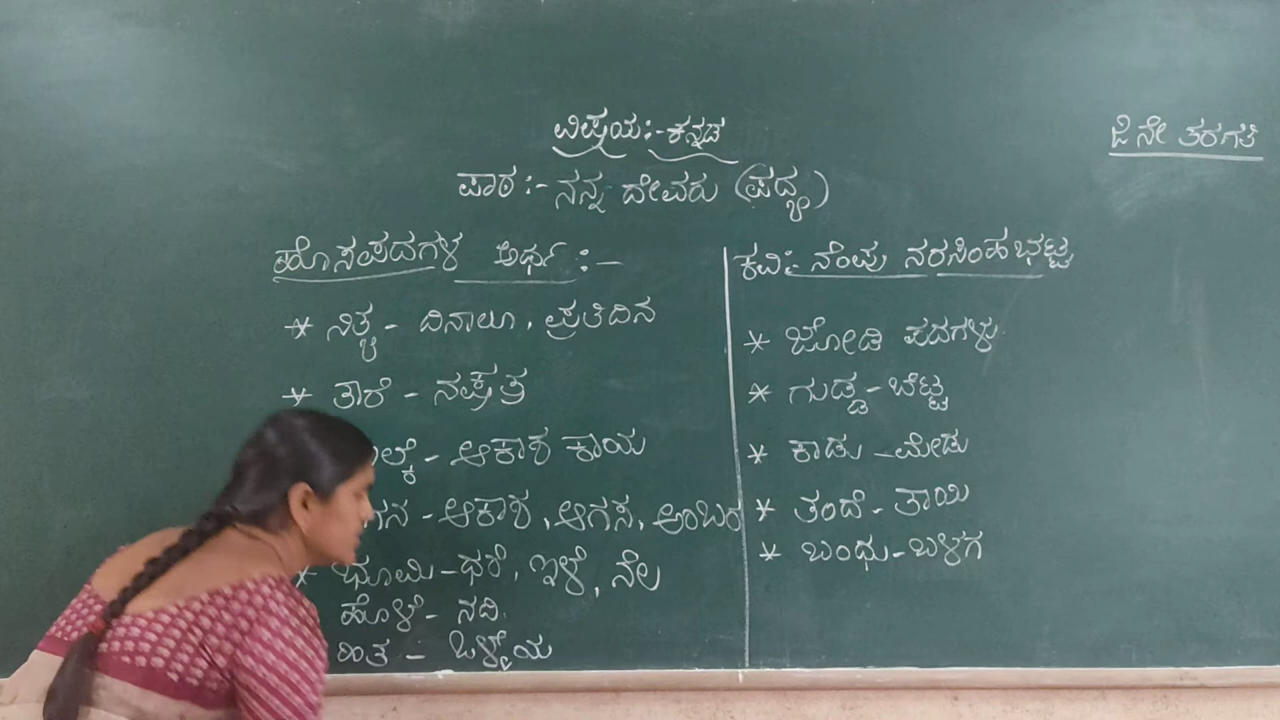 ವಿಷಯ:- ಕನ್ನಡ
ನೇ ತರಗತಿ
ಪಾಠ :- ನನ್ನ ದೇವರು (ಪದ್ಯ)
ಹೊಸಪದಗಳ ಅರ್ಥ :-
* ನಿತ್ಯ - ದಿನಾಲೂ, ಪ್ರತಿದಿನ
* ತಾರೆ - ನಕ್ಷತ್ರ
- ಆಕಾಶ ಕಾಯ
- ಆಕಾಶ, ಆಗಸ, ಅಂಬರ
* ಭೂಮಿ - ಧರೆ, ಇಳೆ, ನೆಲ
ಹೊಳೆ - ನದಿ
ಹಿತ - ಒಳ್ಳೆಯ
ಕವಿ:- ನೆಂಪು ನರಸಿಂಹಭಟ್ಟ
* ಜೋಡಿ ಪದಗಳು
* ಗುಡ್ಡ - ಬೆಟ್ಟ
* ಕಾಡು - ಮೇಡು
* ತಂದೆ - ತಾಯಿ
* ಬಂಧು - ಬಳಗ